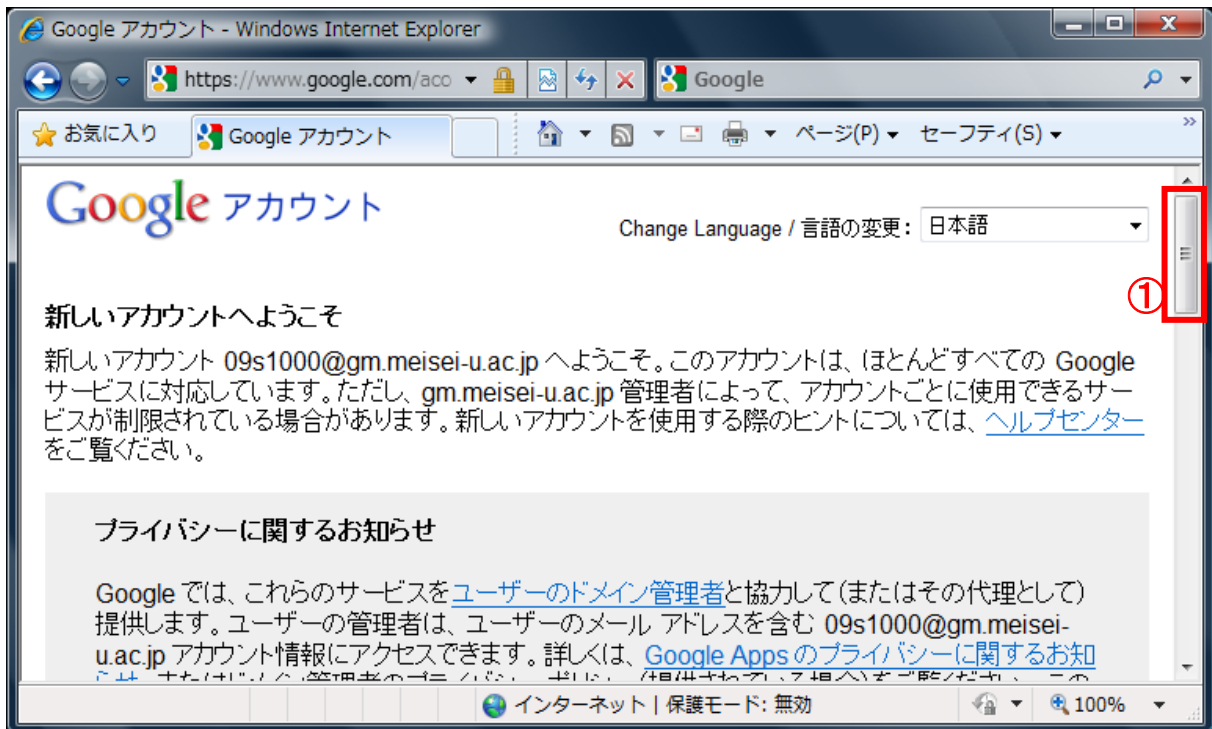 Google アカウント - Windows Internet Explorer
https://www.google.com/aco
Google
お気に入り
Google アカウント
ページ(P)
セーフティ(S)
Google アカウント
Change Language / 言語の変更: 日本語
①
新しいアカウントへようこそ
新しいアカウント 09s1000@gm.meisei-u.ac.jp へようこそ。このアカウントは、ほとんどすべての Google
サービスに対応しています。ただし、gm.meisei-u.ac.jp 管理者によって、アカウントごとに使用できるサー
ビスが制限されている場合があります。新しいアカウントを使用する際のヒントについては、ヘルプセンター
をご覧ください。
プライバシーに関するお知らせ
Google では、これらのサービスをユーザーのドメイン管理者と協力して(またはその代理として)
提供します。ユーザーの管理者は、ユーザーのメール アドレスを含む 09s1000@gm.meisei-
u.ac.jp アカウント情報にアクセスできます。詳しくは、Google Apps のプライバシーに関するお知
インターネット | 保護モード: 無効
100%